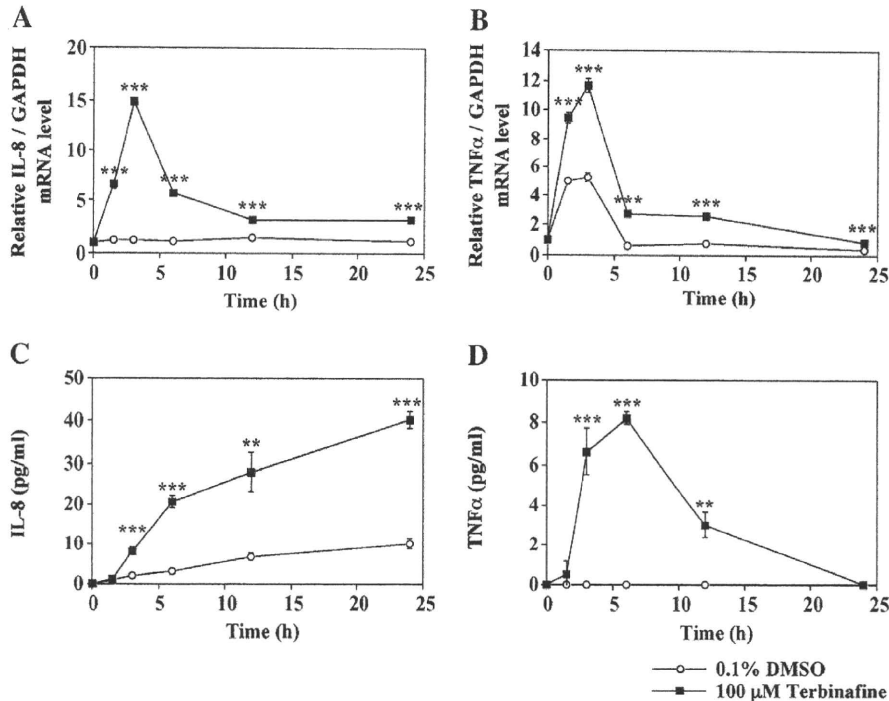 A
Relative IL-8 / GAPDH
mRNA level
20
15
10
5
0
*** *** *** *** ***
0 5 10 15 20 25
Time (h)
B
Relative TNFα / GAPDH
mRNA level
14
12
10
8
6
4
2
0
*** *** *** *** ***
0 5 10 15 20 25
Time (h)
C
IL-8 (pg/ml)
50
40
30
20
10
0
*** *** ** ***
0 5 10 15 20 25
Time (h)
D
TNFα (pg/ml)
10
8
6
4
2
0
*** *** **
0 5 10 15 20 25
Time (h)
0.1% DMSO
100 μM Terbinafine